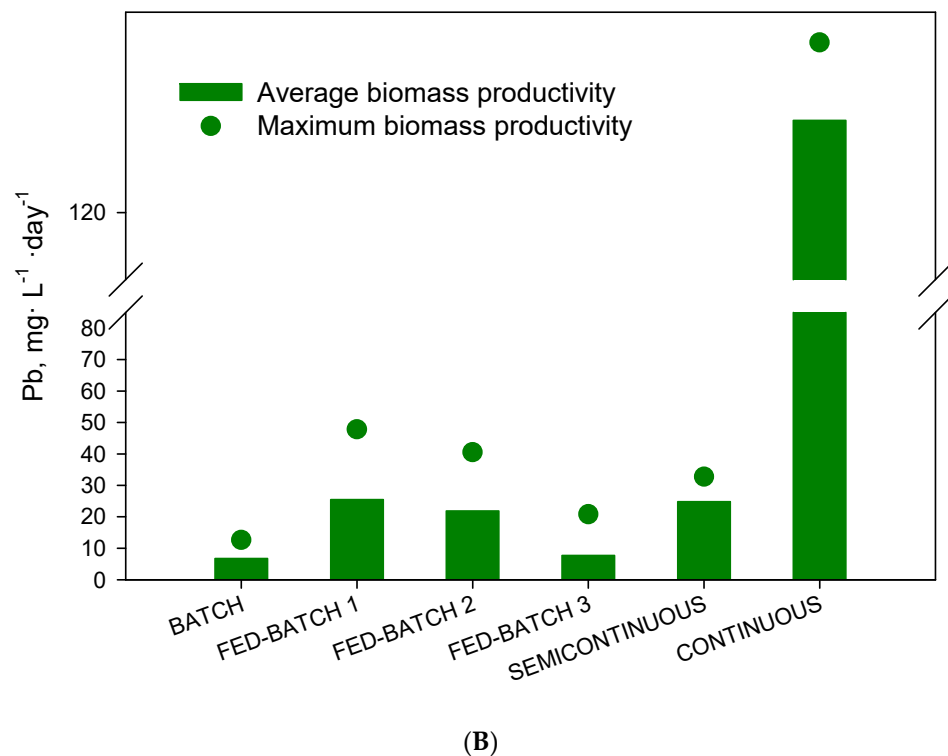 Average biomass productivity
Maximum biomass productivity
Pb, mg· L⁻¹ ·day⁻¹
120
80
70
60
50
40
30
20
10
0
BATCH
FED-BATCH 1
FED-BATCH 2
FED-BATCH 3
SEMICONTINUOUS
CONTINUOUS
(B)